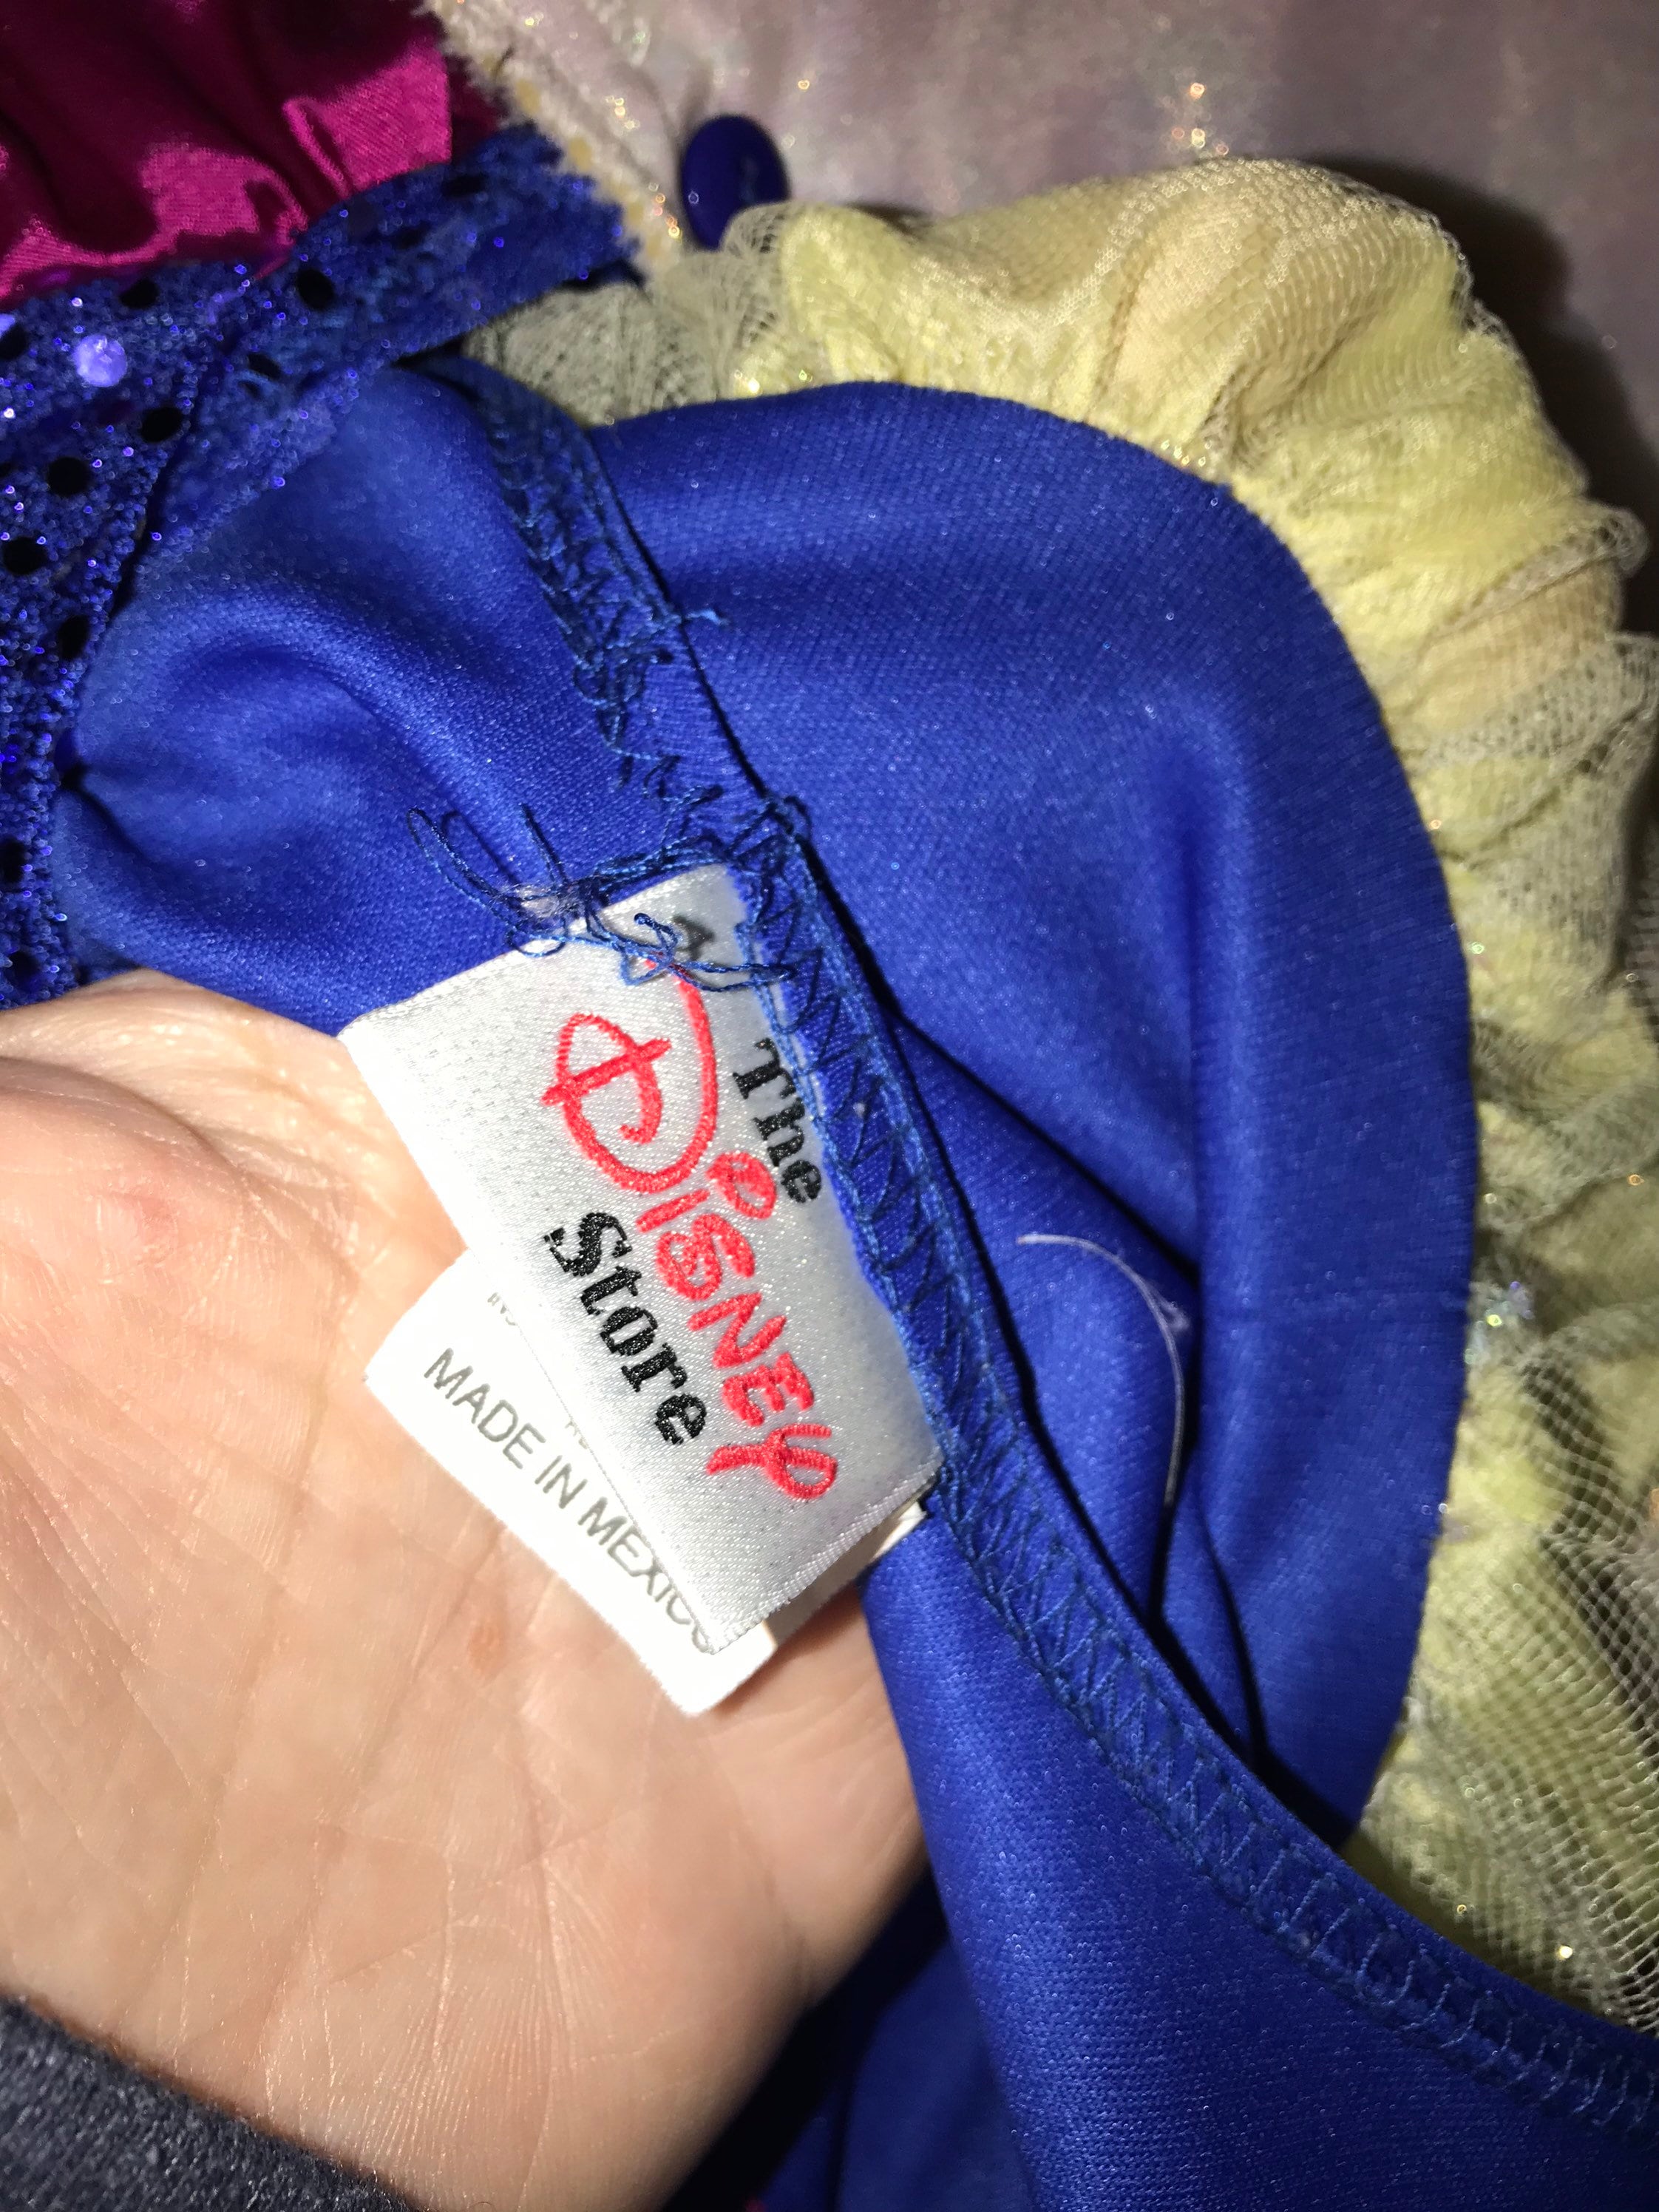 The
Disney
Store
MADE IN MEXICO